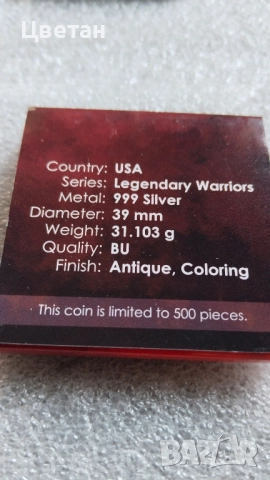 Цветан
Country: USA
Series: Legendary Warriors
Metal: 999 Silver
Diameter: 39 mm
Weight: 31.103 g
Quality: BU
Finish: Antique, Coloring
This coin is limited to 500 pieces.
BAZAR